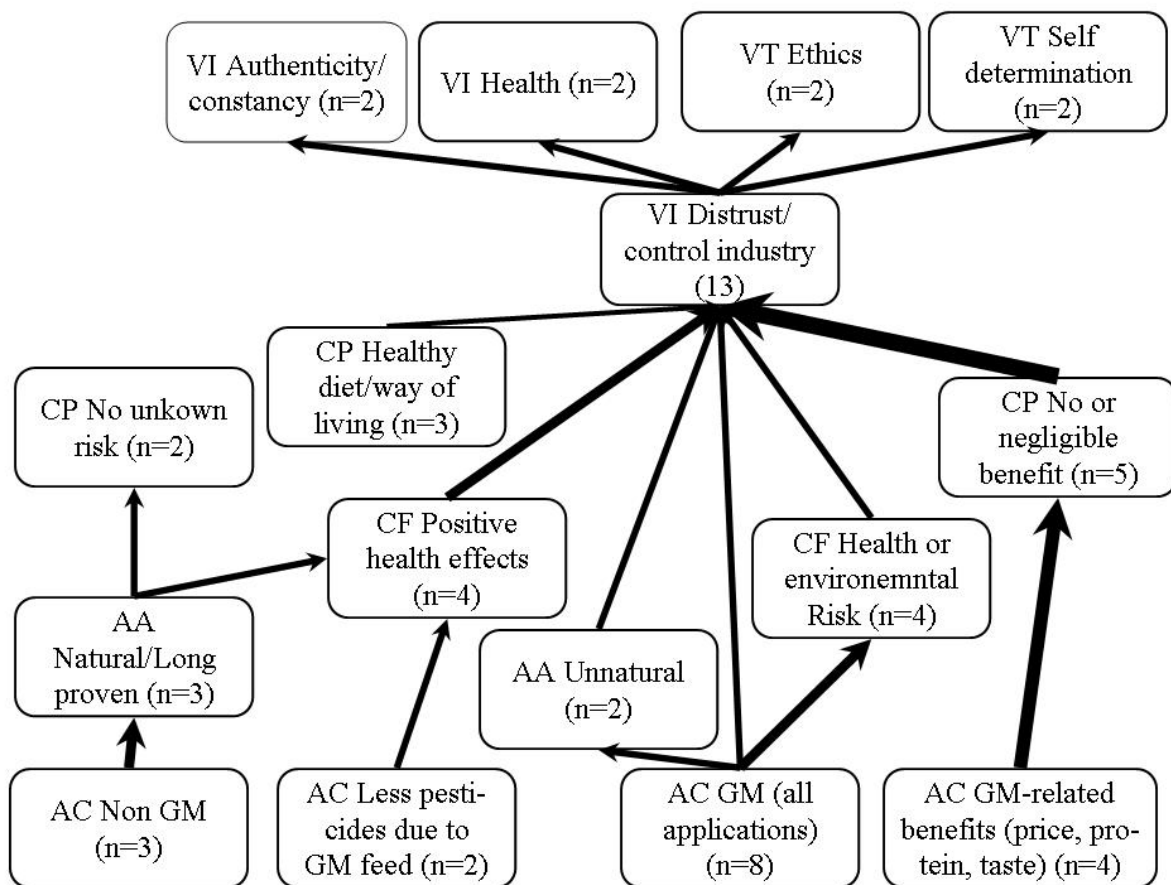 VI Authenticity/
constancy (n=2)
VI Health (n=2)
VT Ethics
(n=2)
VT Self
determination
(n=2)
VI Distrust/
control industry
(13)
CP Healthy
diet/way of
living (n=3)
CP No unkown
risk (n=2)
CP No or
negligible
benefit (n=5)
CF Positive
health effects
(n=4)
CF Health or
environemntal
Risk (n=4)
AA
Natural/Long
proven (n=3)
AA Unnatural
(n=2)
AC Non GM
(n=3)
AC Less pesti-
cides due to
GM feed (n=2)
AC GM (all
applications)
(n=8)
AC GM-related
benefits (price, pro-
tein, taste) (n=4)